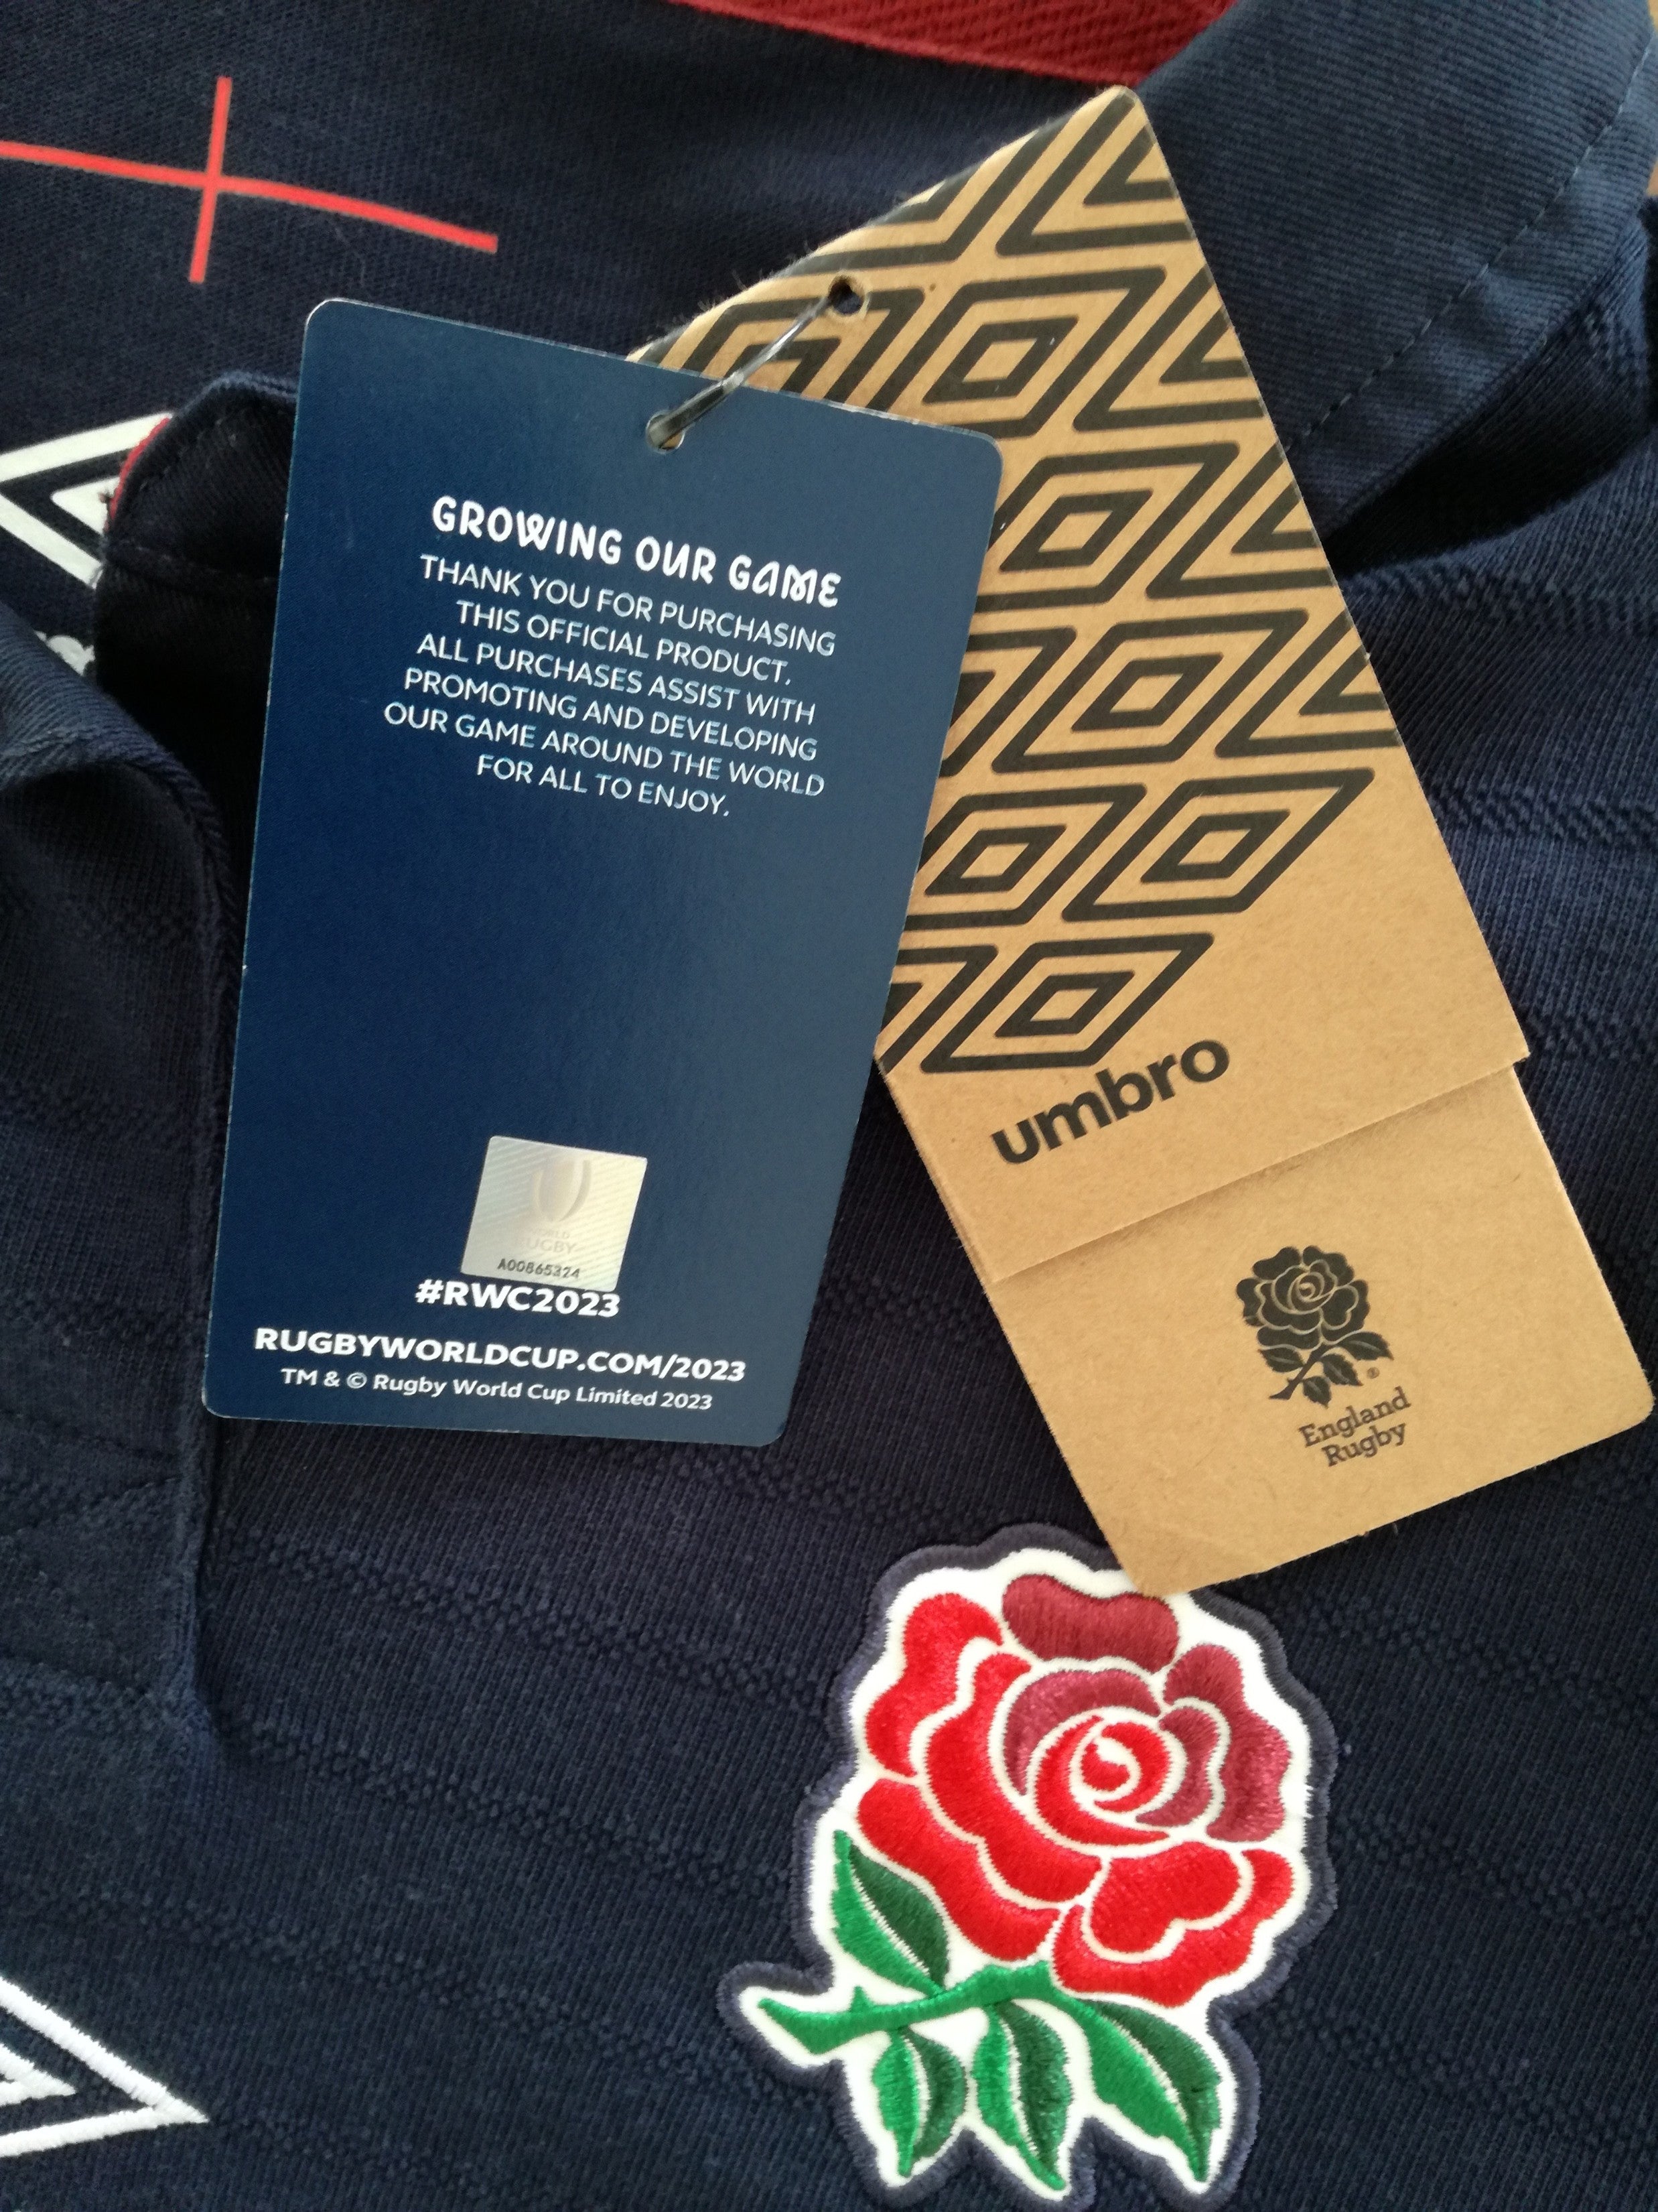 GROWING OUR GAME
THANK YOU FOR PURCHASING
THIS OFFICIAL PRODUCT.
ALL PURCHASES ASSIST WITH
PROMOTING AND DEVELOPING
OUR GAME AROUND THE WORLD
FOR ALL TO ENJOY.
WORLD
RUGBY
A00865324
#RWC2023
RUGBYWORLDCUP.COM/2023
TM & © Rugby World Cup Limited 2023
umbro
®
England
Rugby